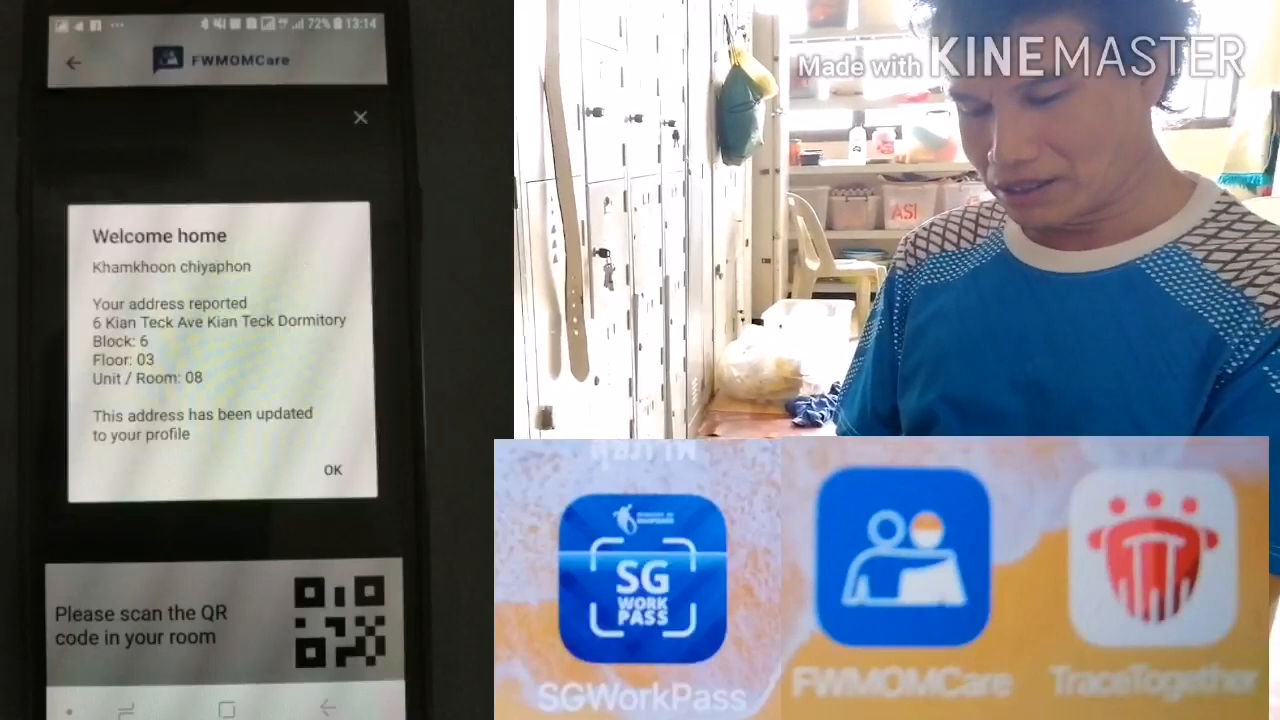 72% 13:14
FWMOMCare
Welcome home
Khamkhoon chiyaphon
Your address reported
6 Kian Teck Ave Kian Teck Dormitory
Block: 6
Floor: 03
Unit / Room: 08
This address has been updated
to your profile
OK
Please scan the QR
code in your room
Made with KINEMASTER
ASI
SG
WORK
PASS
SGWorkPass
FWMOMCare
TraceTogether